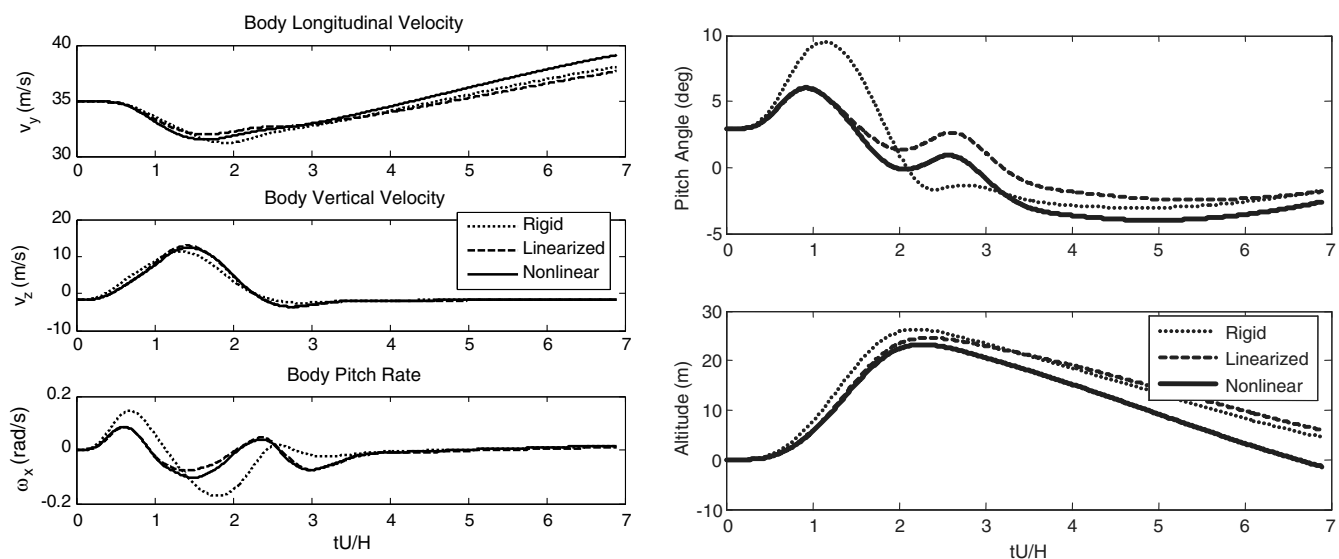 Body Longitudinal Velocity
40
35
30
v_y (m/s)
0 1 2 3 4 5 6 7
Body Vertical Velocity
20
10
0
-10
v_z (m/s)
Rigid
Linearized
Nonlinear
0 1 2 3 4 5 6 7
Body Pitch Rate
0.2
0
-0.2
ω_x (rad/s)
0 1 2 3 4 5 6 7
tU/H
10
5
0
-5
Pitch Angle (deg)
0 1 2 3 4 5 6 7
30
20
10
0
-10
Altitude (m)
Rigid
Linearized
Nonlinear
0 1 2 3 4 5 6 7
tU/H